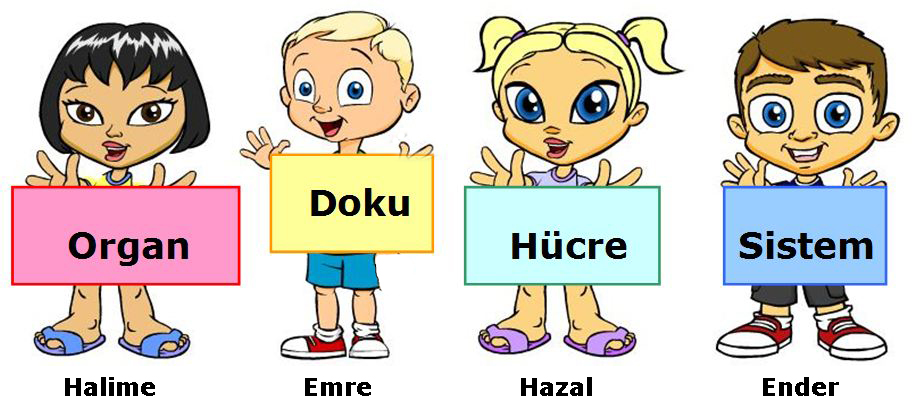 Organ
Doku
Hücre
Sistem
Halime
Emre
Hazal
Ender